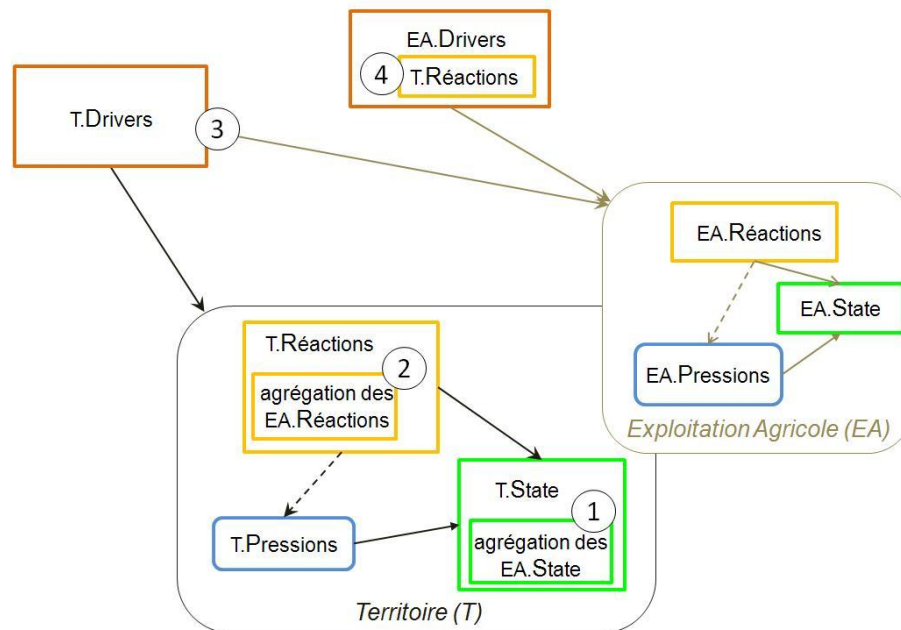 EA.Drivers
4
T.Réactions
T.Drivers
3
EA.Réactions
EA.State
EA.Pressions
Exploitation Agricole (EA)
T.Réactions
2
agrégation des
EA.Réactions
T.State
1
agrégation des
EA.State
T.Pressions
Territoire (T)